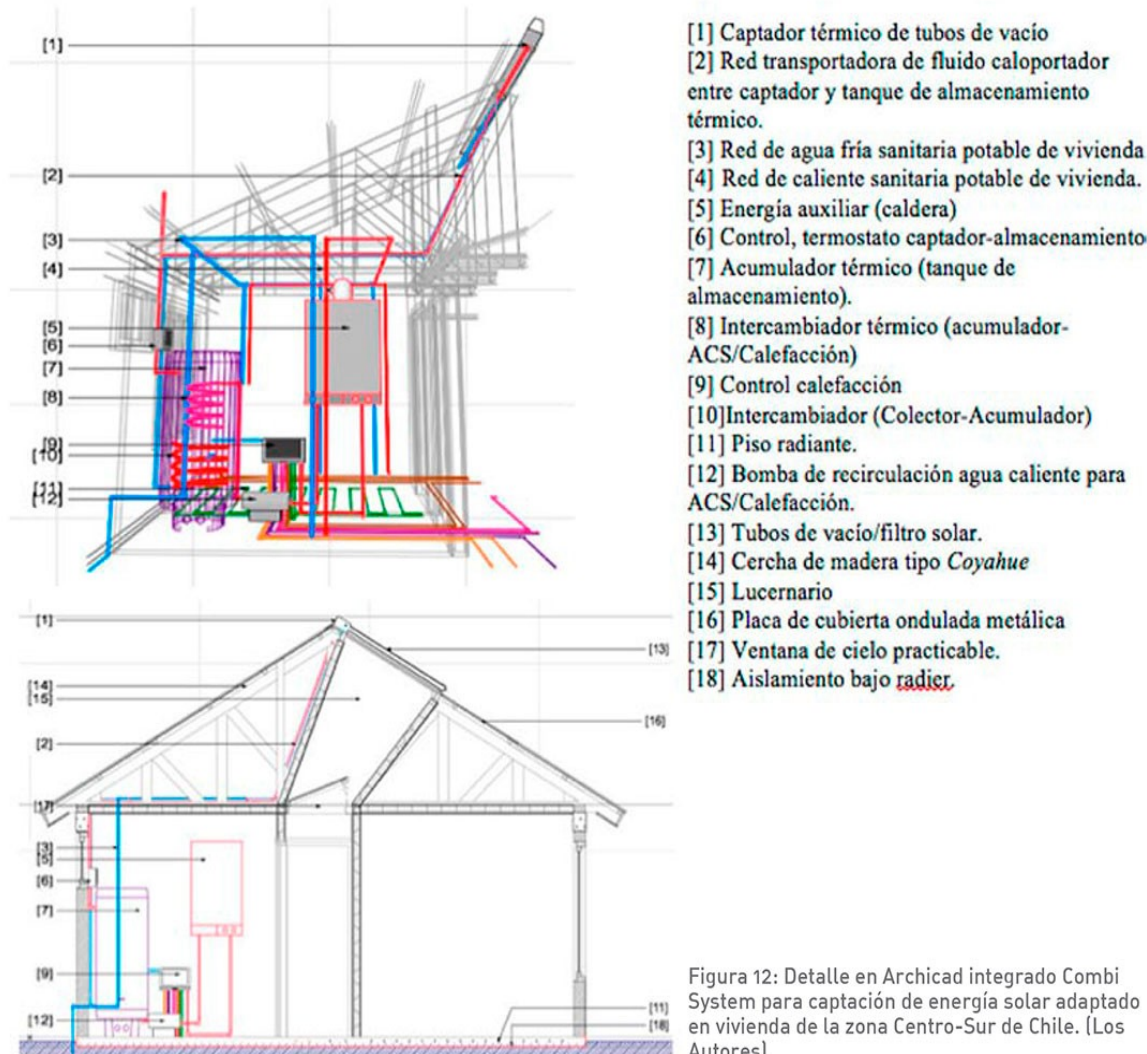 [1]
[2]
[3]
[4]
[5]
[6]
[7]
[8]
[9]
[10]
[11]
[12]
[1] Captador térmico de tubos de vacío
[2] Red transportadora de fluido caloportador
entre captador y tanque de almacenamiento
térmico.
[3] Red de agua fría sanitaria potable de vivienda
[4] Red de caliente sanitaria potable de vivienda.
[5] Energía auxiliar (caldera)
[6] Control, termostato captador-almacenamiento
[7] Acumulador térmico (tanque de
almacenamiento).
[8] Intercambiador térmico (acumulador-
ACS/Calefacción)
[9] Control calefacción
[10]Intercambiador (Colector-Acumulador)
[11] Piso radiante.
[12] Bomba de recirculación agua caliente para
ACS/Calefacción.
[13] Tubos de vacío/filtro solar.
[14] Cercha de madera tipo Coyahue
[15] Lucernario
[16] Placa de cubierta ondulada metálica
[17] Ventana de cielo practicable.
[18] Aislamiento bajo radier.
[1]
[13]
[14]
[15]
[16]
[2]
[17]
[3]
[5]
[6]
[7]
[9]
[12]
[11]
[18]
Figura 12: Detalle en Archicad integrado Combi
System para captación de energía solar adaptado
en vivienda de la zona Centro-Sur de Chile. (Los
Autores)